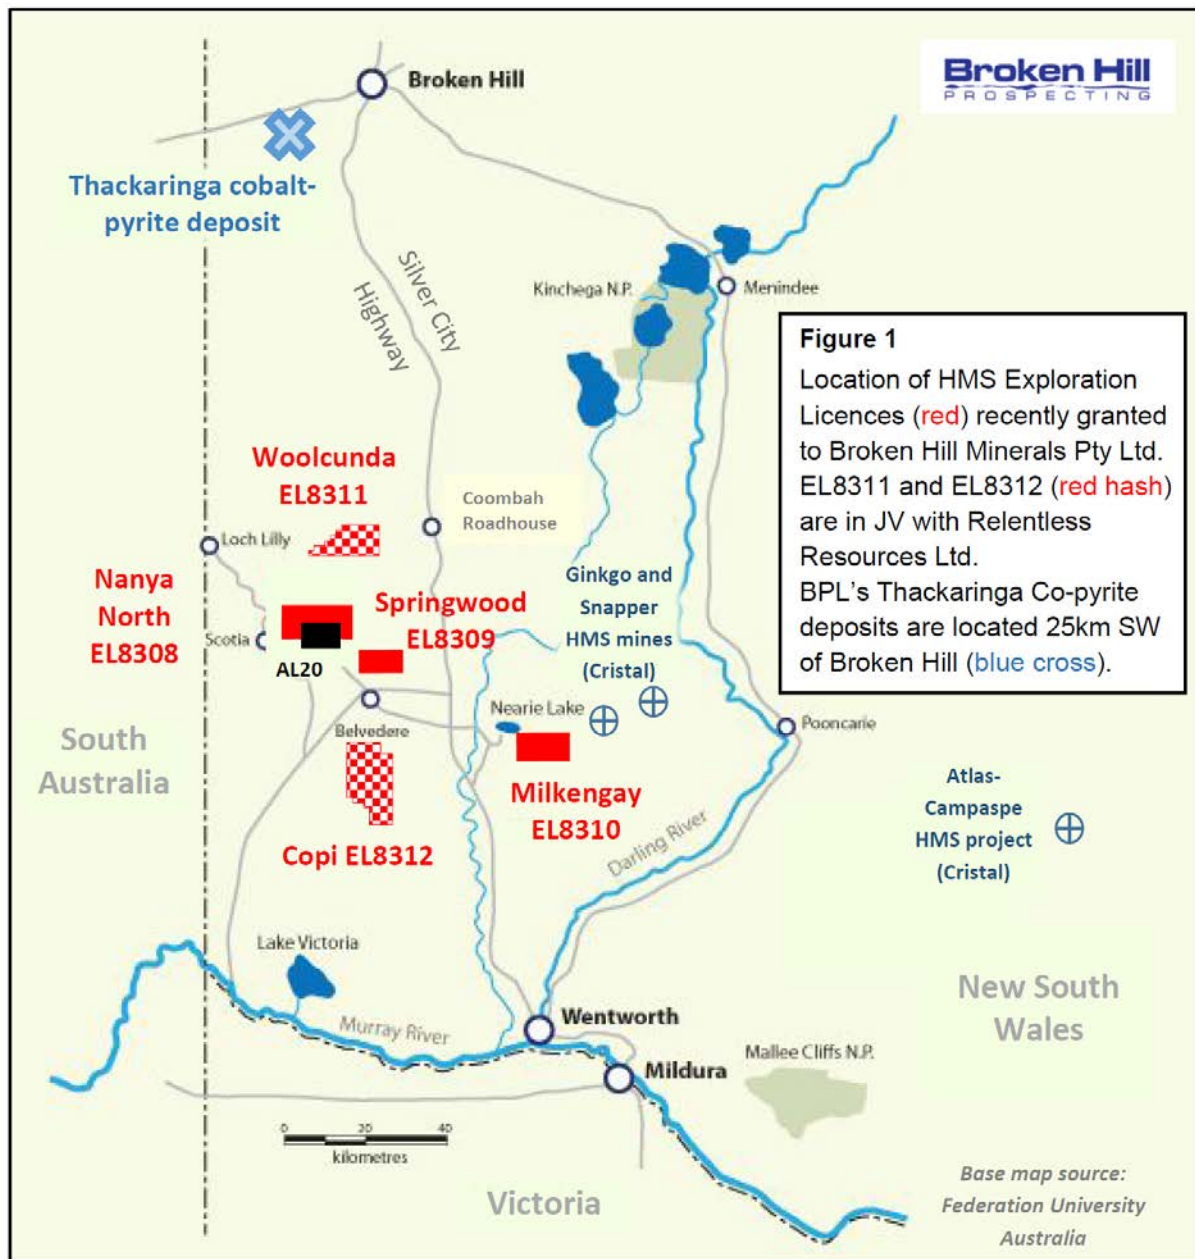 Broken Hill
Broken Hill
PROSPECTING
Thackaringa cobalt-
pyrite deposit
Silver City
Highway
Kinchega N.P.
Menindee
Figure 1
Location of HMS Exploration
Licences (red) recently granted
to Broken Hill Minerals Pty Ltd.
EL8311 and EL8312 (red hash)
are in JV with Relentless
Resources Ltd.
BPL's Thackaringa Co-pyrite
deposits are located 25km SW
of Broken Hill (blue cross).
Woolcunda
EL8311
Coombah
Roadhouse
Loch Lilly
Nanya
North
EL8308
Springwood
EL8309
Ginkgo and
Snapper
HMS mines
(Cristal)
Scotia
AL20
Nearie Lake
Pooncarie
Belvedere
South
Australia
Milkengay
EL8310
Atlas-
Campaspe
HMS project
(Cristal)
Copi EL8312
Darling River
Lake Victoria
New South
Wales
Murray River
Wentworth
Mildura
Mallee Cliffs N.P.
0 20 40
kilometres
Victoria
Base map source:
Federation University
Australia